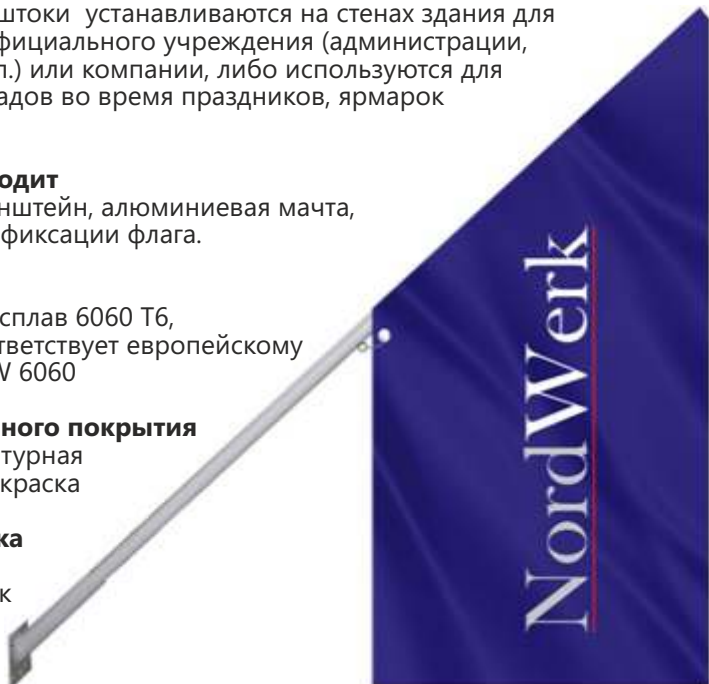 штоки устанавливаются на стенах здания для
фициального учреждения (администрации,
п.) или компании, либо используются для
адов во время праздников, ярмарок
одит
нштейн, алюминиевая мачта,
фиксации флага.
сплав 6060 Т6,
тветствует европейскому
W 6060
ного покрытия
турная
краска
ка
к
NordWerk